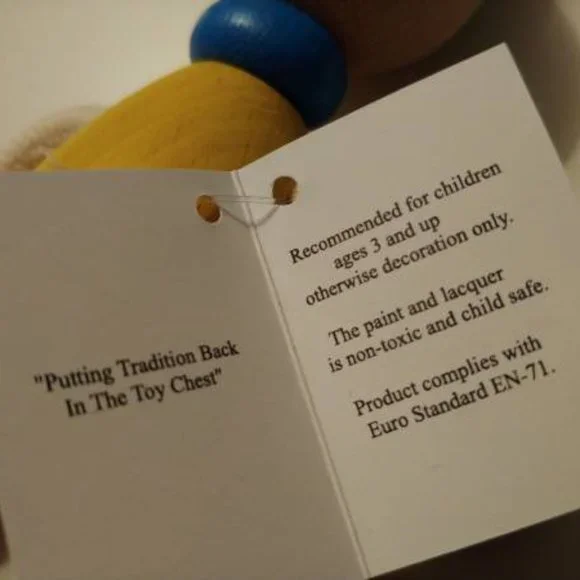 "Putting Tradition Back
In The Toy Chest"
Recommended for children
ages 3 and up
otherwise decoration only.
The paint and lacquer
is non-toxic and child safe.
Product complies with
Euro Standard EN-71.